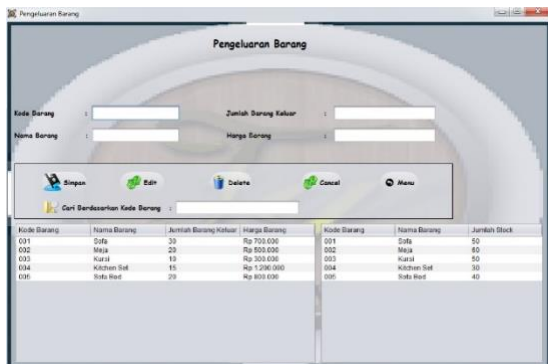 Pengeluaran Barang
Pengeluaran Barang
Kode Barang :
Jumlah Barang Keluar :
Nama Barang :
Harga Barang :
Simpan
Edit
Delete
Cancel
Menu
Cari Berdasarkan Kode Barang :
Kode Barang Nama Barang Jumlah Barang Keluar Harga Barang
001 Sofa 30 Rp 700.000
002 Meja 20 Rp 500.000
003 Kursi 10 Rp 300.000
004 Kitchen Set 15 Rp 1.200.000
005 Sofa Bed 20 Rp 800.000
Kode Barang Nama Barang Jumlah Stock
001 Sofa 50
002 Meja 60
003 Kursi 50
004 Kitchen Set 30
005 Sofa Bed 40